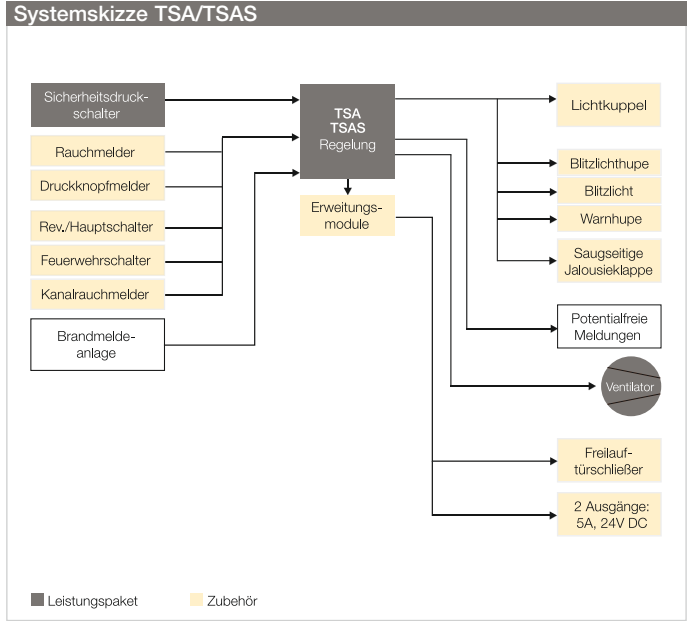 Systemskizze TSA/TSAS
Sicherheitsdruck-
schalter
Rauchmelder
Druckknopfmelder
Rev./Hauptschalter
Feuerwehrschalter
Kanalrauchmelder
Brandmelde-
anlage
TSA
TSAS
Regelung
Erweitungs-
module
Lichtkuppel
Blitzlichthupe
Blitzlicht
Warnhupe
Saugseitige
Jalousieklappe
Potentialfreie
Meldungen
Ventilator
Freilauf-
türschließer
2 Ausgänge:
5A, 24V DC
Leistungspaket
Zubehör